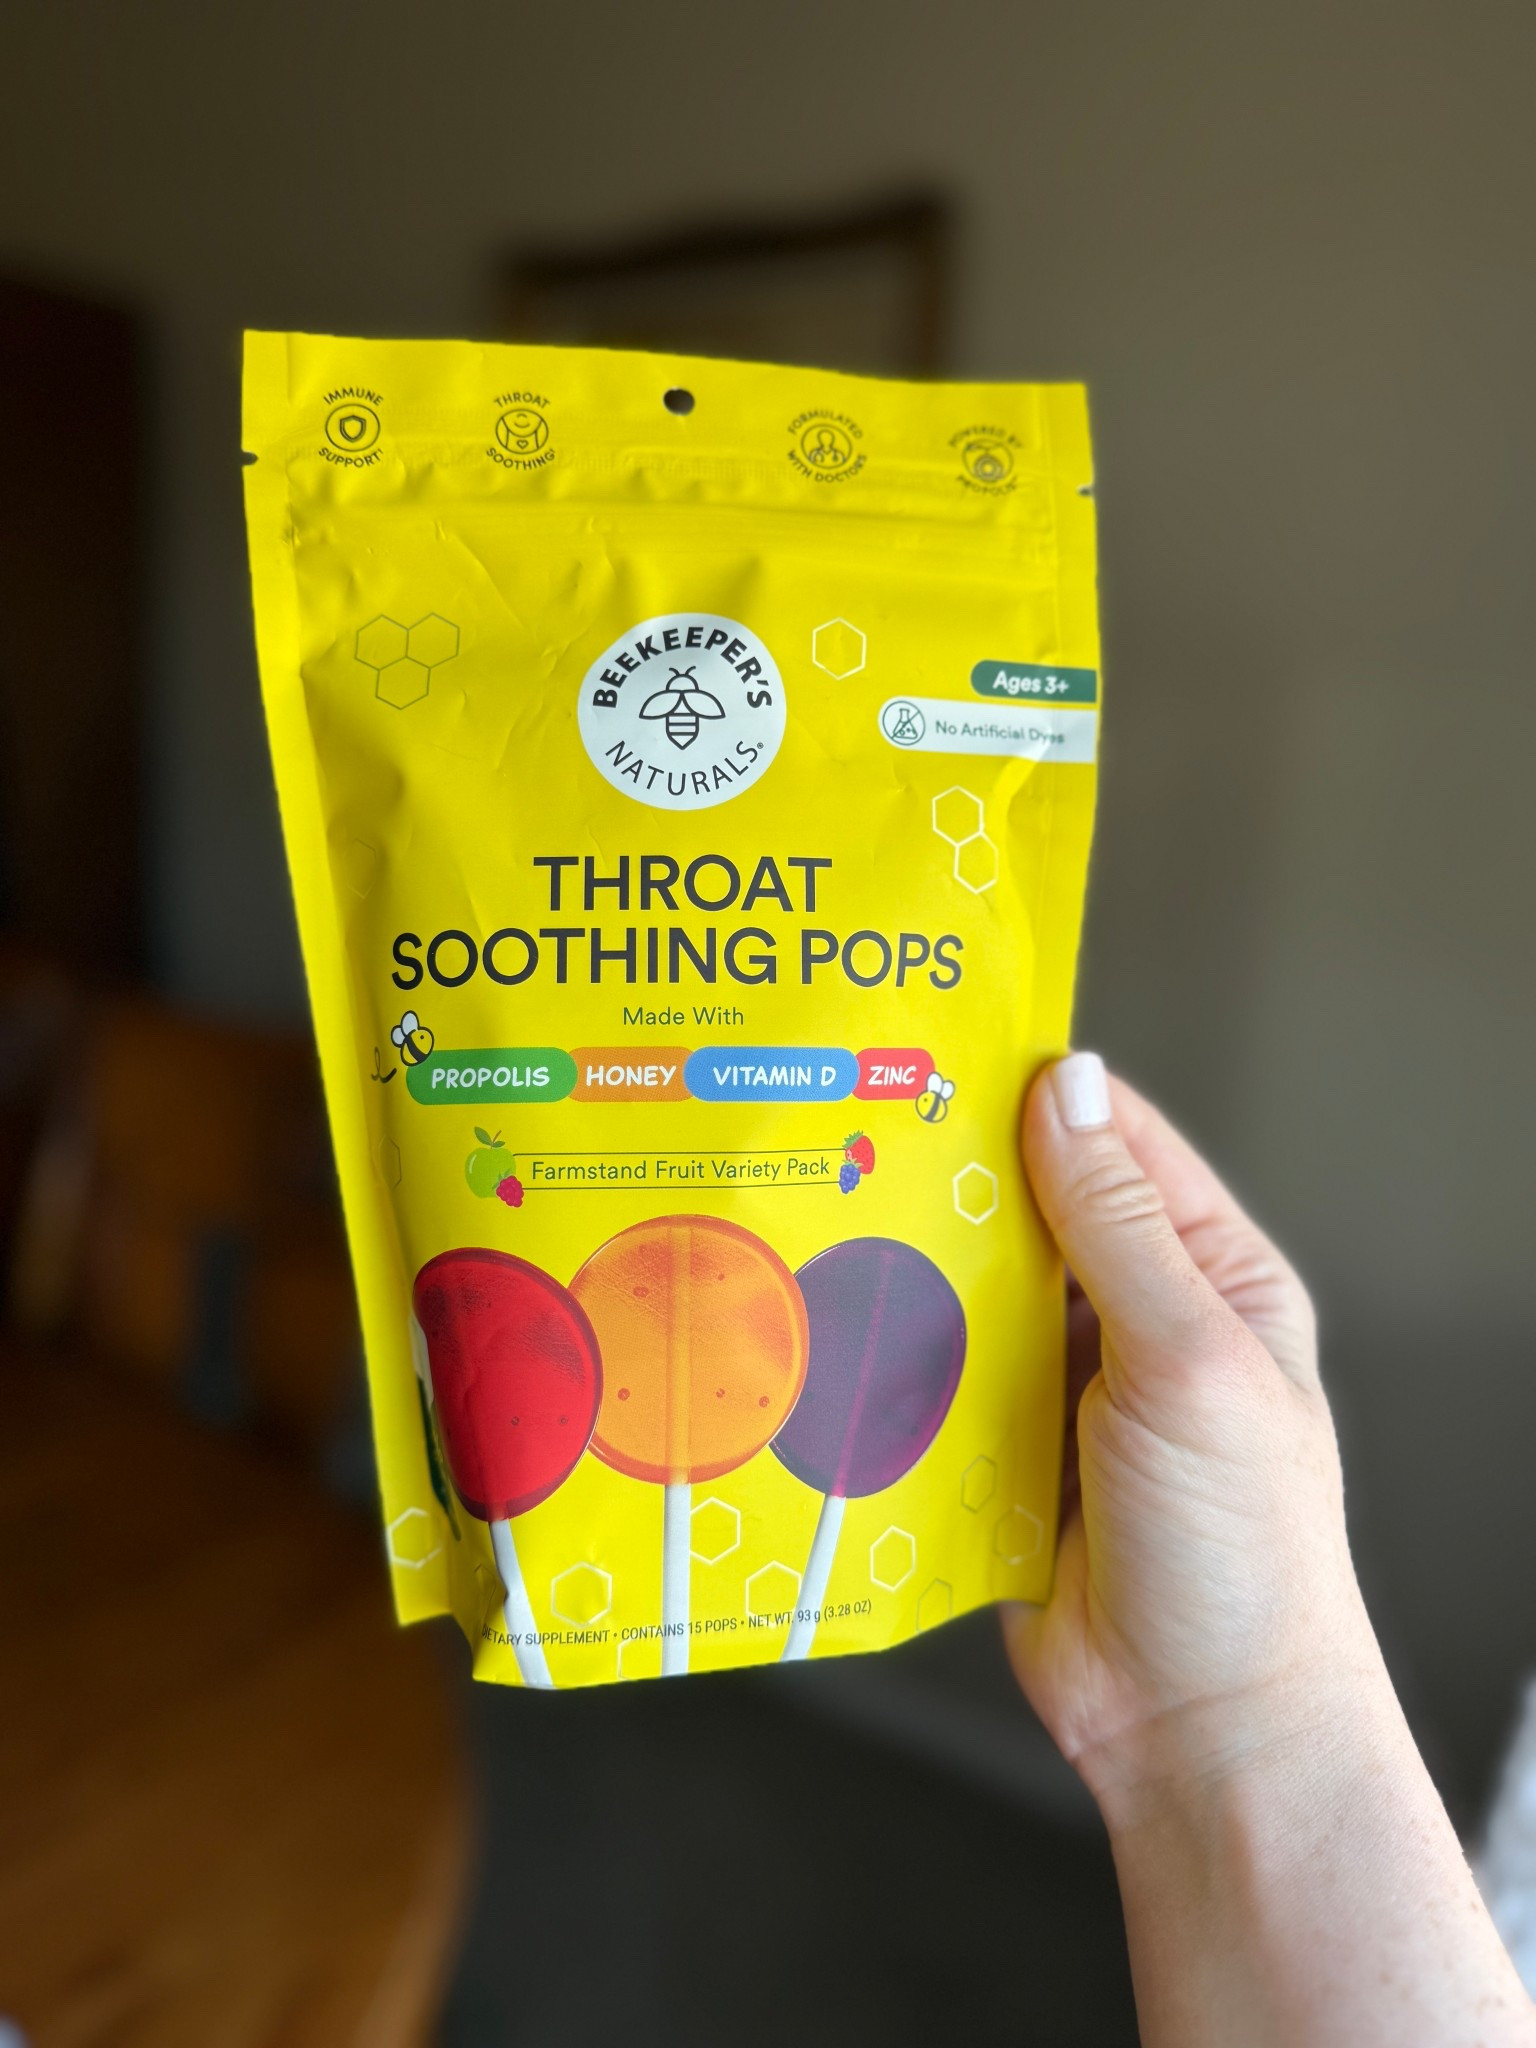 IMMUNE
SUPPORT†
THROAT
SOOTHING†
FORMULATED
WITH DOCTORS
POWERED BY
PROPOLIS
BEEKEEPER'S
NATURALS®
Ages 3+
No Artificial Dyes
THROAT
SOOTHING POPS
Made With
PROPOLIS HONEY VITAMIN D ZINC
Farmstand Fruit Variety Pack
DIETARY SUPPLEMENT • CONTAINS 15 POPS • NET WT. 93 g (3.28 OZ)